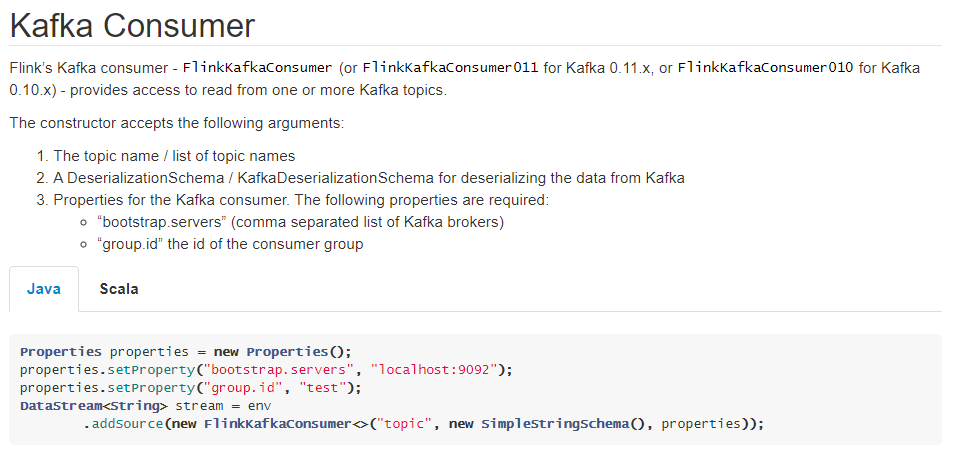 Kafka Consumer
Flink’s Kafka consumer - FlinkKafkaConsumer (or FlinkKafkaConsumer011 for Kafka 0.11.x, or FlinkKafkaConsumer010 for Kafka
0.10.x) - provides access to read from one or more Kafka topics.
The constructor accepts the following arguments:
1. The topic name / list of topic names
2. A DeserializationSchema / KafkaDeserializationSchema for deserializing the data from Kafka
3. Properties for the Kafka consumer. The following properties are required:
○ “bootstrap.servers” (comma separated list of Kafka brokers)
○ “group.id” the id of the consumer group
Java Scala
Properties properties = new Properties();
properties.setProperty("bootstrap.servers", "localhost:9092");
properties.setProperty("group.id", "test");
DataStream<String> stream = env
        .addSource(new FlinkKafkaConsumer<>("topic", new SimpleStringSchema(), properties));